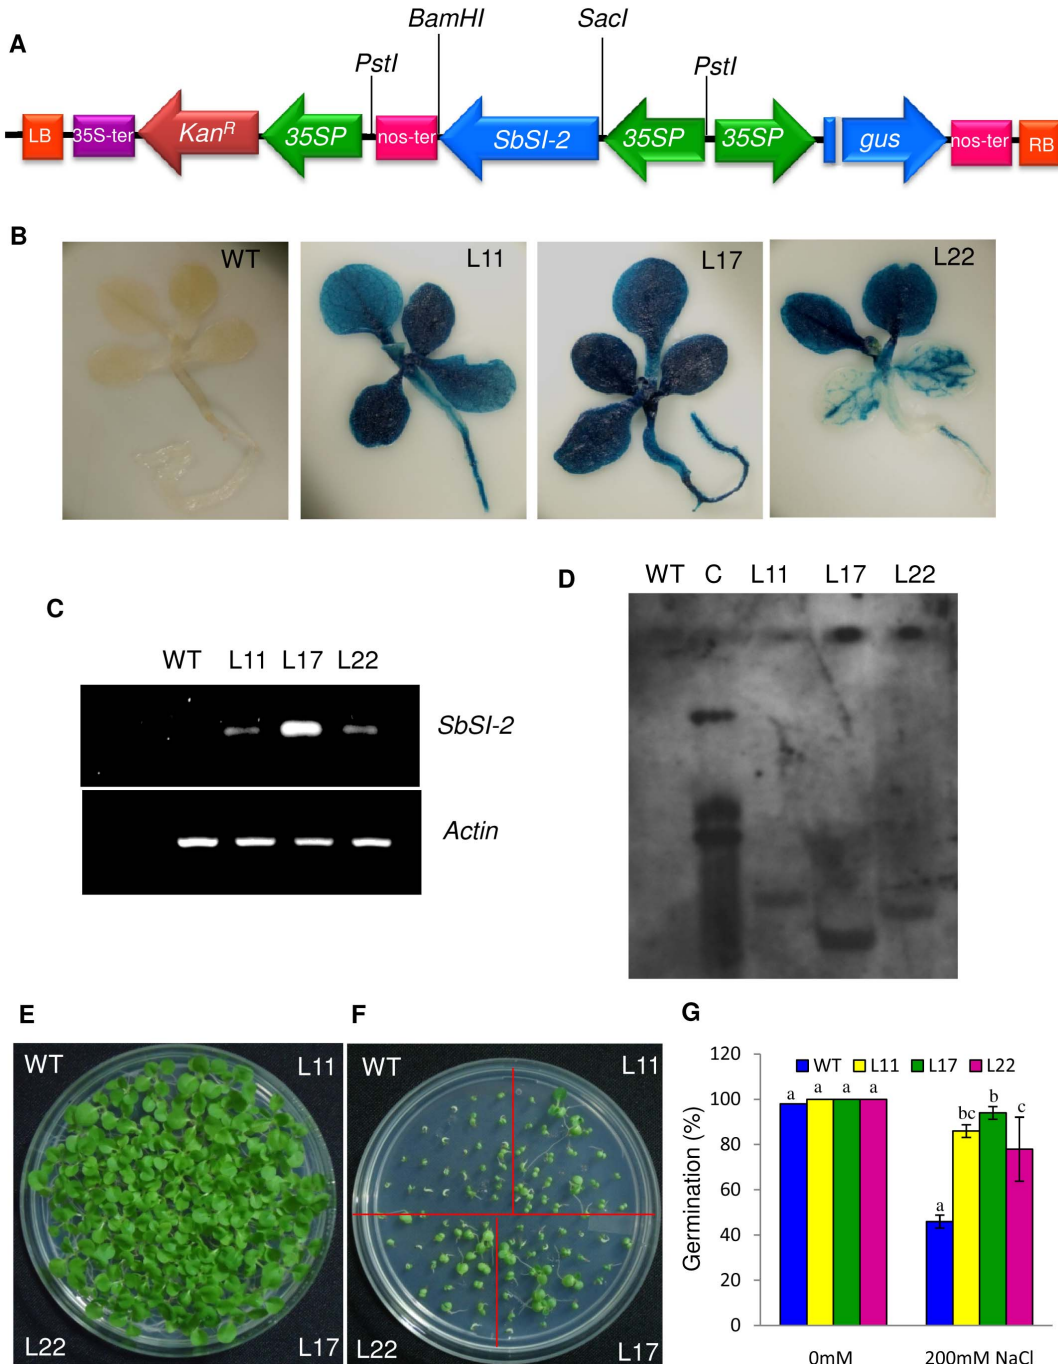 A
BamHI SacI
PstI PstI
LB 35S-ter Kan^R 35SP nos-ter SbSI-2 35SP 35SP gus nos-ter RB
B
WT L11 L17 L22
C
WT L11 L17 L22
SbSI-2
Actin
D
WT C L11 L17 L22
E
WT L11
L22 L17
F
WT L11
L22 L17
G
120
100
80
60
40
20
0
Germination (%)
WT L11 L17 L22
a a a a
a bc b c
0mM 200mM NaCl